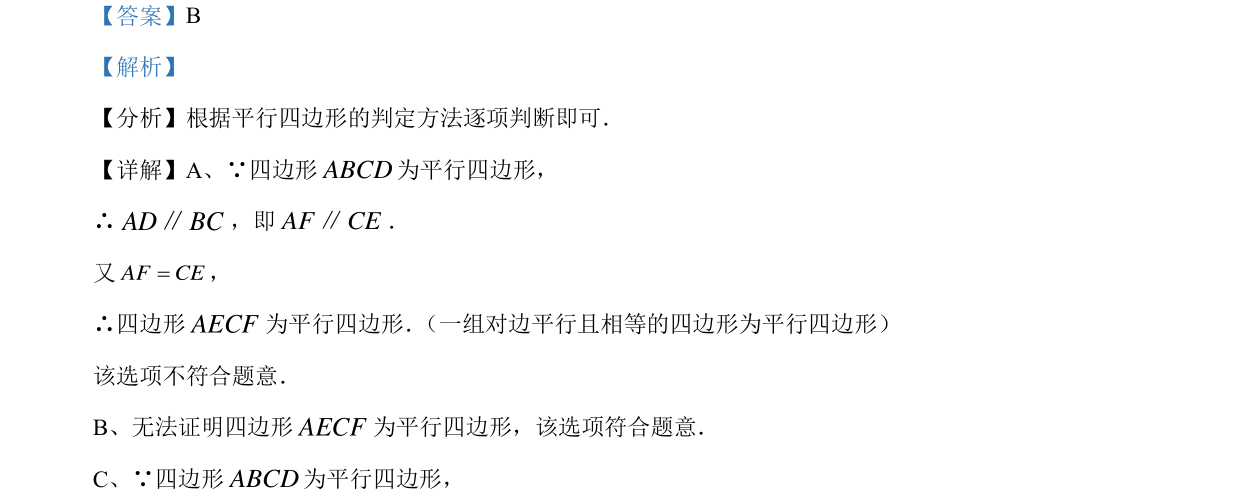 【答案】B
【解析】
【分析】根据平行四边形的判定方法逐项判断即可．
【详解】A、∵四边形 ABCD 为平行四边形，
∴ AD ∥ BC ，即 AF ∥ CE ．
又 AF = CE ，
∴四边形 AECF 为平行四边形．（一组对边平行且相等的四边形为平行四边形）
该选项不符合题意．
B、无法证明四边形 AECF 为平行四边形，该选项符合题意．
C、∵四边形 ABCD 为平行四边形，